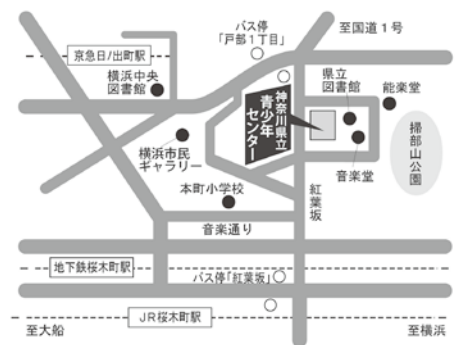 バス停
「戸部1丁目」
至国道1号
京急日ノ出町駅
横浜中央
図書館
神奈川県立
青少年
センター
県立
図書館
能楽堂
掃部山公園
横浜市民
ギャラリー
音楽堂
本町小学校
紅葉坂
音楽通り
地下鉄桜木町駅
バス停「紅葉坂」
JR桜木町駅
至大船
至横浜